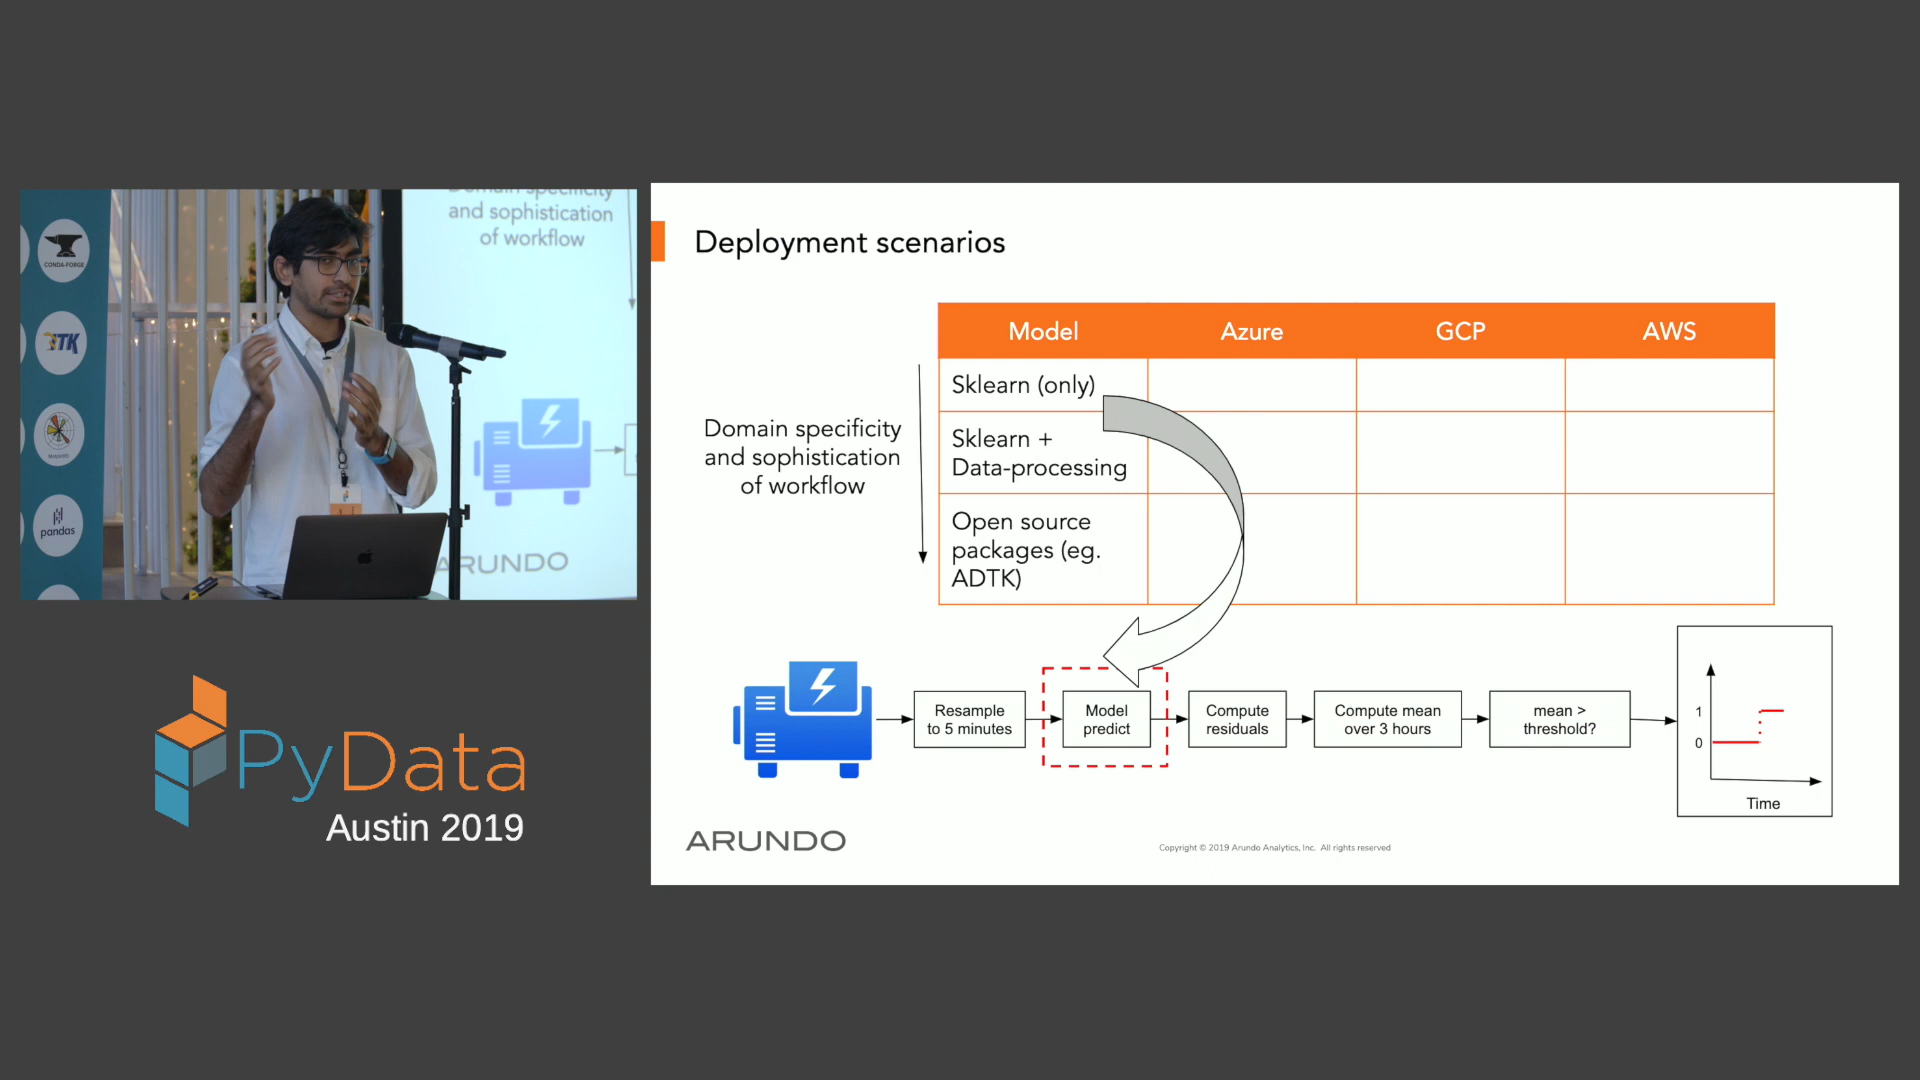 Domain specificity
and sophistication
of workflow
CONDA-FORGE
pandas
ARUNDO
PyData
Austin 2019
Deployment scenarios
Model Azure GCP AWS
Sklearn (only)
Sklearn +
Data-processing
Open source
packages (eg.
ADTK)
Domain specificity
and sophistication
of workflow
Resample
to 5 minutes
Model
predict
Compute
residuals
Compute mean
over 3 hours
mean >
threshold?
1
0
Time
ARUNDO
Copyright © 2019 Arundo Analytics, Inc. All rights reserved